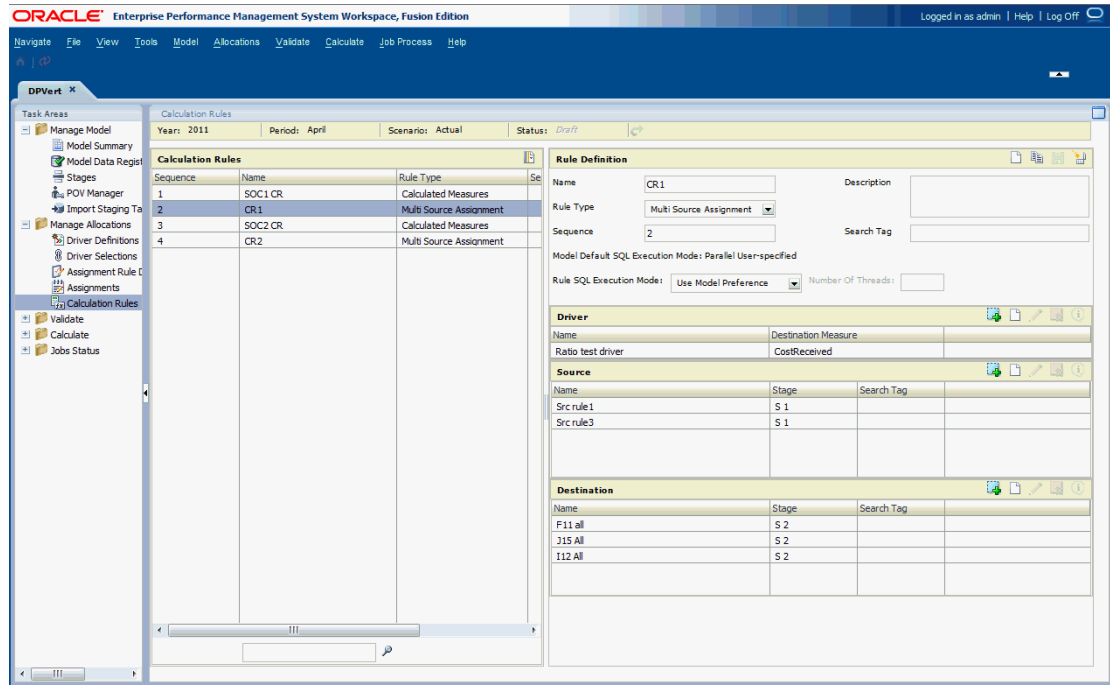 ORACLE Enterprise Performance Management System Workspace, Fusion Edition Logged in as admin | Help | Log Off
Navigate File View Tools Model Allocations Validate Calculate Job Process Help
DPVert ×
Task Areas
Manage Model
Model Summary
Model Data Regist
Stages
POV Manager
Import Staging Ta
Manage Allocations
Driver Definitions
Driver Selections
Assignment Rule D
Assignments
Calculation Rules
Validate
Calculate
Jobs Status
Calculation Rules
Year: 2011 Period: April Scenario: Actual Status: Draft
Calculation Rules
Sequence Name Rule Type Se
1 SOC1 CR Calculated Measures
2 CR1 Multi Source Assignment
3 SOC2 CR Calculated Measures
4 CR2 Multi Source Assignment
Rule Definition
Name CR1 Description
Rule Type Multi Source Assignment
Sequence 2 Search Tag
Model Default SQL Execution Mode: Parallel User-specified
Rule SQL Execution Mode: Use Model Preference Number Of Threads:
Driver
Name Destination Measure
Ratio test driver CostReceived
Source
Name Stage Search Tag
Src rule1 S 1
Src rule3 S 1
Destination
Name Stage Search Tag
F11 all S 2
J15 All S 2
I12 All S 2